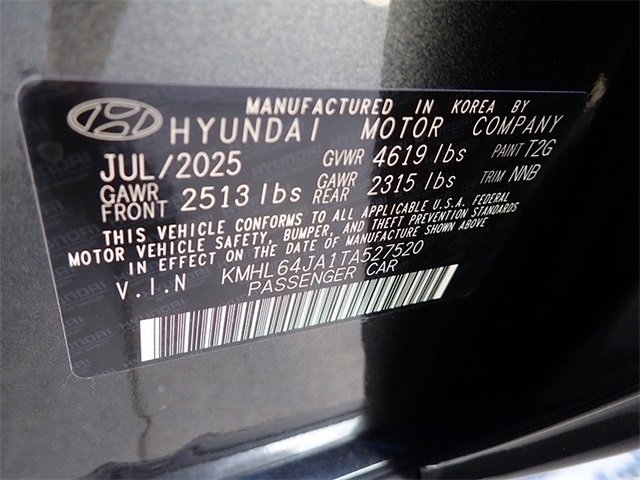 MANUFACTURED IN KOREA BY
HYUNDAI MOTOR COMPANY
JUL/2025 GVWR 4619 lbs PAINT T2G
GAWR FRONT 2513 lbs GAWR REAR 2315 lbs TRIM NNB
THIS VEHICLE CONFORMS TO ALL APPLICABLE U.S.A. FEDERAL
MOTOR VEHICLE SAFETY, BUMPER, AND THEFT PREVENTION STANDARDS
IN EFFECT ON THE DATE OF MANUFACTURE SHOWN ABOVE
V.I.N KMHL64JA1TA527520
PASSENGER CAR